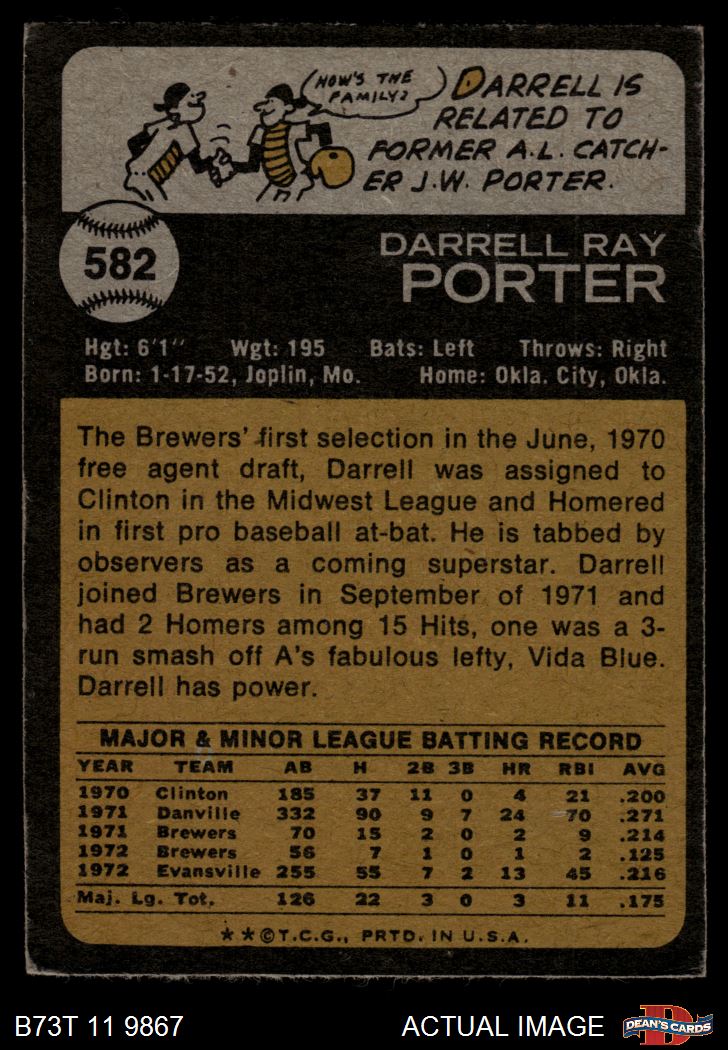 HOW'S THE
FAMILY?
DARRELL IS
RELATED TO
FORMER A.L. CATCH-
ER J.W. PORTER.
582
DARRELL RAY
PORTER
Hgt: 6'1" Wgt: 195 Bats: Left Throws: Right
Born: 1-17-52, Joplin, Mo. Home: Okla. City, Okla.
The Brewers' first selection in the June, 1970
free agent draft, Darrell was assigned to
Clinton in the Midwest League and Homered
in first pro baseball at-bat. He is tabbed by
observers as a coming superstar. Darrell
joined Brewers in September of 1971 and
had 2 Homers among 15 Hits, one was a 3-
run smash off A's fabulous lefty, Vida Blue.
Darrell has power.
MAJOR & MINOR LEAGUE BATTING RECORD
YEAR TEAM AB H 2B 3B HR RBI AVG
1970 Clinton 185 37 11 0 4 21 .200
1971 Danville 332 90 9 7 24 70 .271
1971 Brewers 70 15 2 0 2 9 .214
1972 Brewers 56 7 1 0 1 2 .125
1972 Evansville 255 55 7 2 13 45 .216
Maj. Lg. Tot. 126 22 3 0 3 11 .175
**©T.C.G., PRTD. IN U.S.A.
B73T 11 9867 ACTUAL IMAGE
D
DEAN'S CARDS